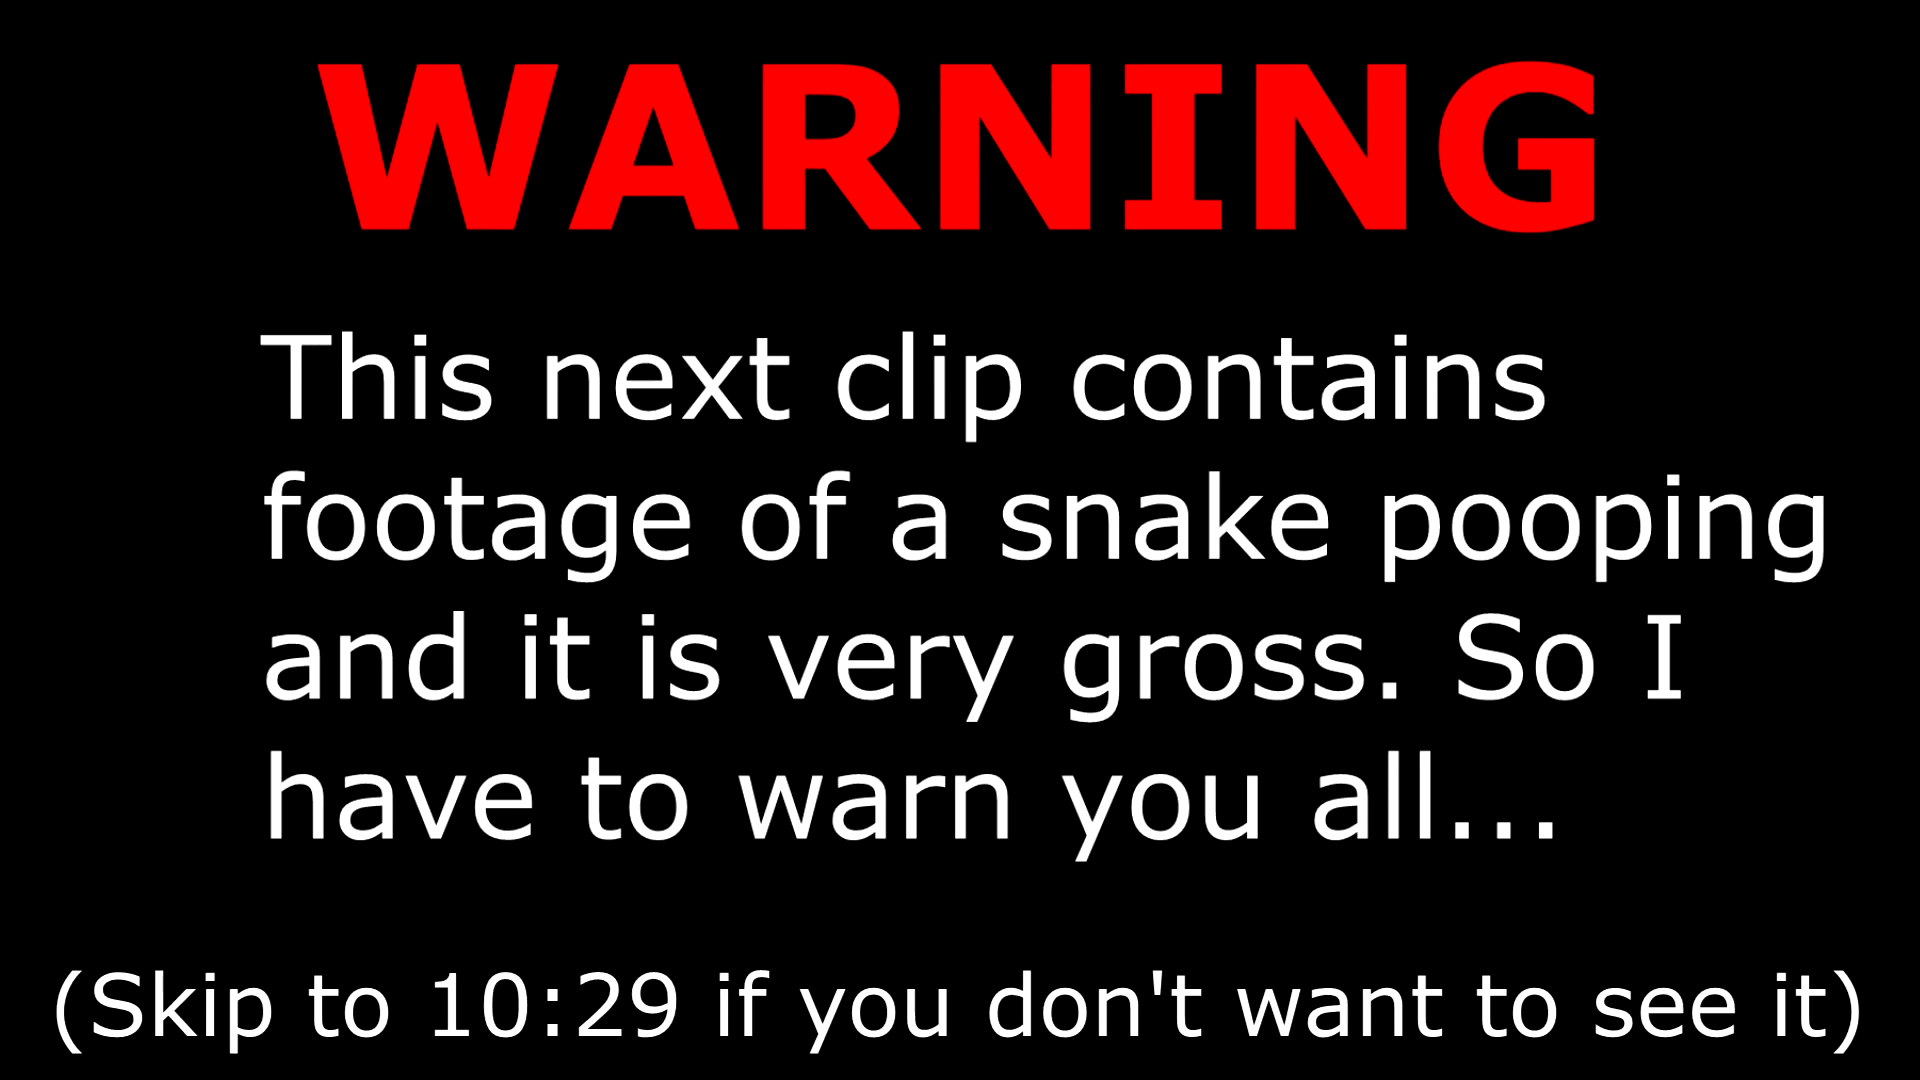 WARNING
This next clip contains
footage of a snake pooping
and it is very gross. So I
have to warn you all...
(Skip to 10:29 if you don't want to see it)